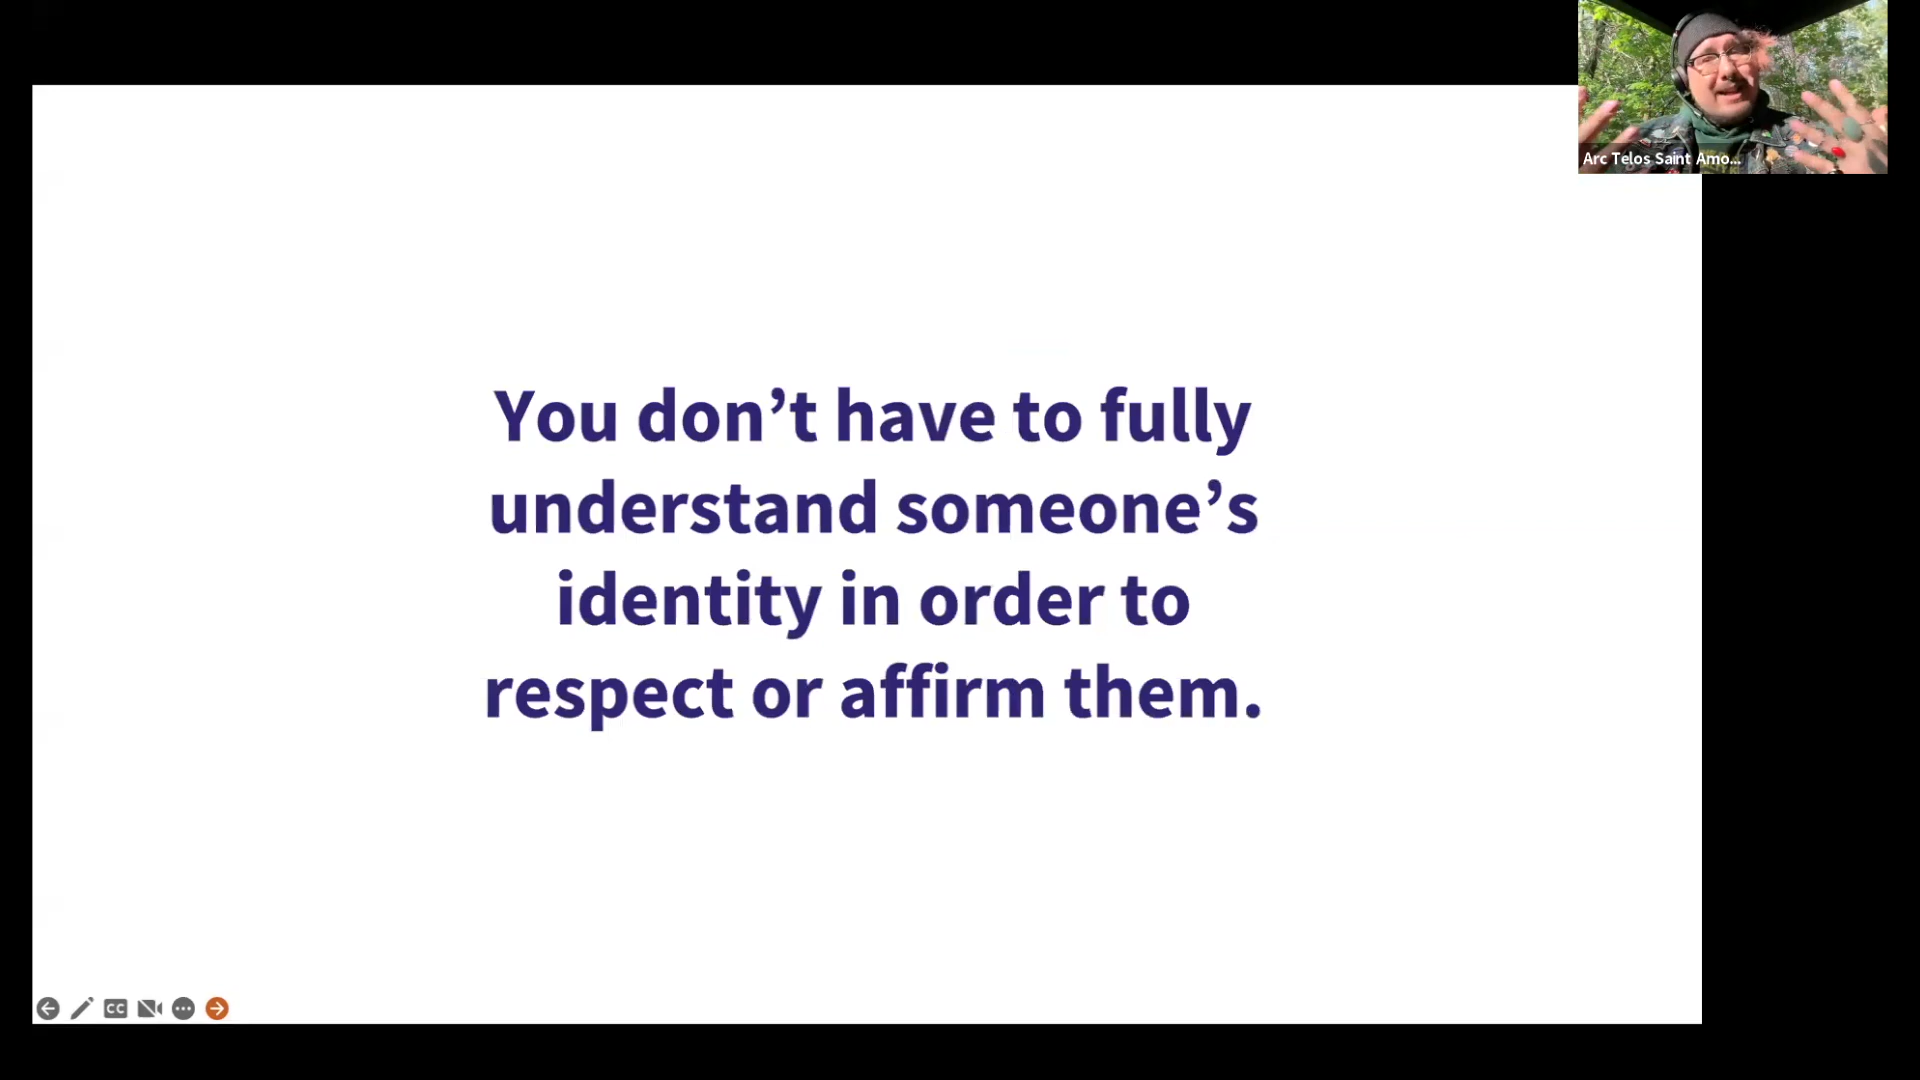 Arc Telos Saint Amo...
You don’t have to fully
understand someone’s
identity in order to
respect or affirm them.
CC